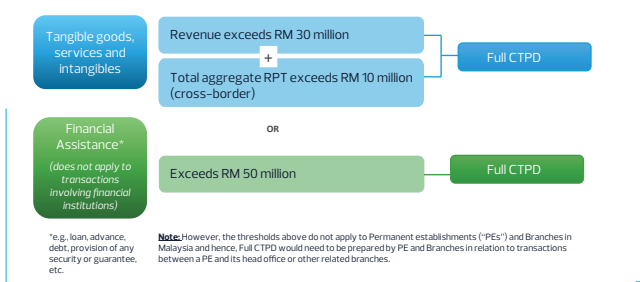 Tangible goods,
services and
intangibles
Revenue exceeds RM 30 million
+
Total aggregate RPT exceeds RM 10 million
(cross-border)
Full CTPD
OR
Financial
Assistance*
(does not apply to
transactions
involving financial
institutions)
Exceeds RM 50 million
Full CTPD
*e.g., loan, advance,
debt, provision of any
security or guarantee,
etc.
Note: However, the thresholds above do not apply to Permanent establishments (“PEs”) and Branches in
Malaysia and hence, Full CTPD would need to be prepared by PE and Branches in relation to transactions
between a PE and its head office or other related branches.